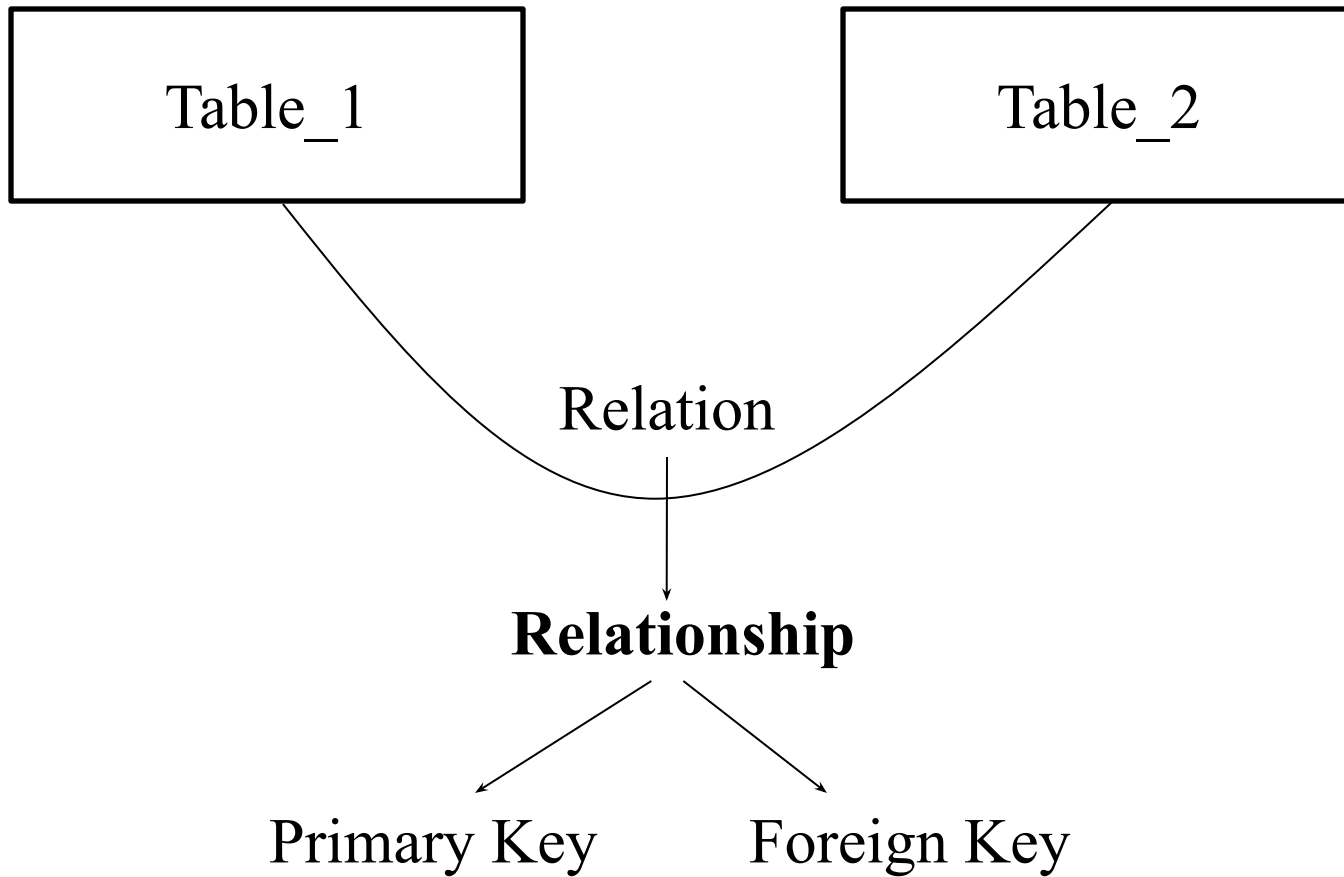 Table_1
Table_2
Relation
Relationship
Primary Key
Foreign Key